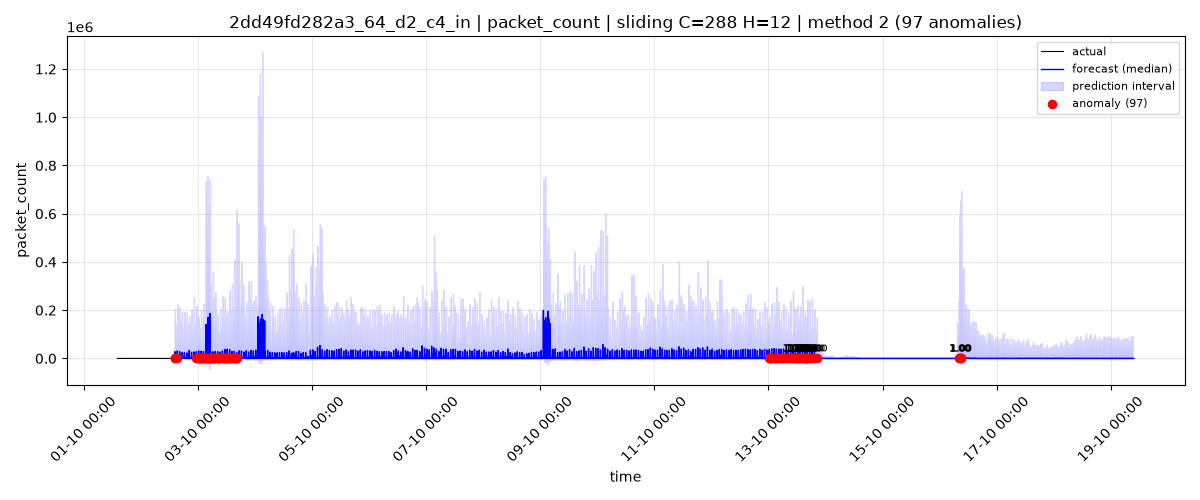 2dd49fd282a3_64_d2_c4_in | packet_count | sliding C=288 H=12 | method 2 (97 anomalies)
1e6
actual
forecast (median)
prediction interval
anomaly (97)
1.2
1.0
0.8
0.6
0.4
0.2
0.0
packet_count
1.00
01-10 00:00
03-10 00:00
05-10 00:00
07-10 00:00
09-10 00:00
11-10 00:00
13-10 00:00
15-10 00:00
17-10 00:00
19-10 00:00
time